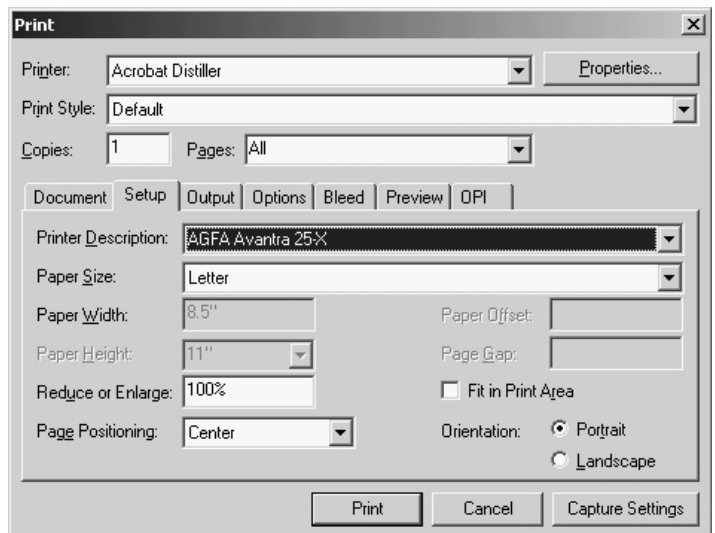 Print
Printer: Acrobat Distiller Properties...
Print Style: Default
Copies: 1 Pages: All
Document Setup Output Options Bleed Preview OPI
Printer Description: AGFA Avantra 25-X
Paper Size: Letter
Paper Width: 8.5" Paper Offset:
Paper Height: 11" Page Gap:
Reduce or Enlarge: 100% Fit in Print Area
Page Positioning: Center Orientation: Portrait
Landscape
Print Cancel Capture Settings